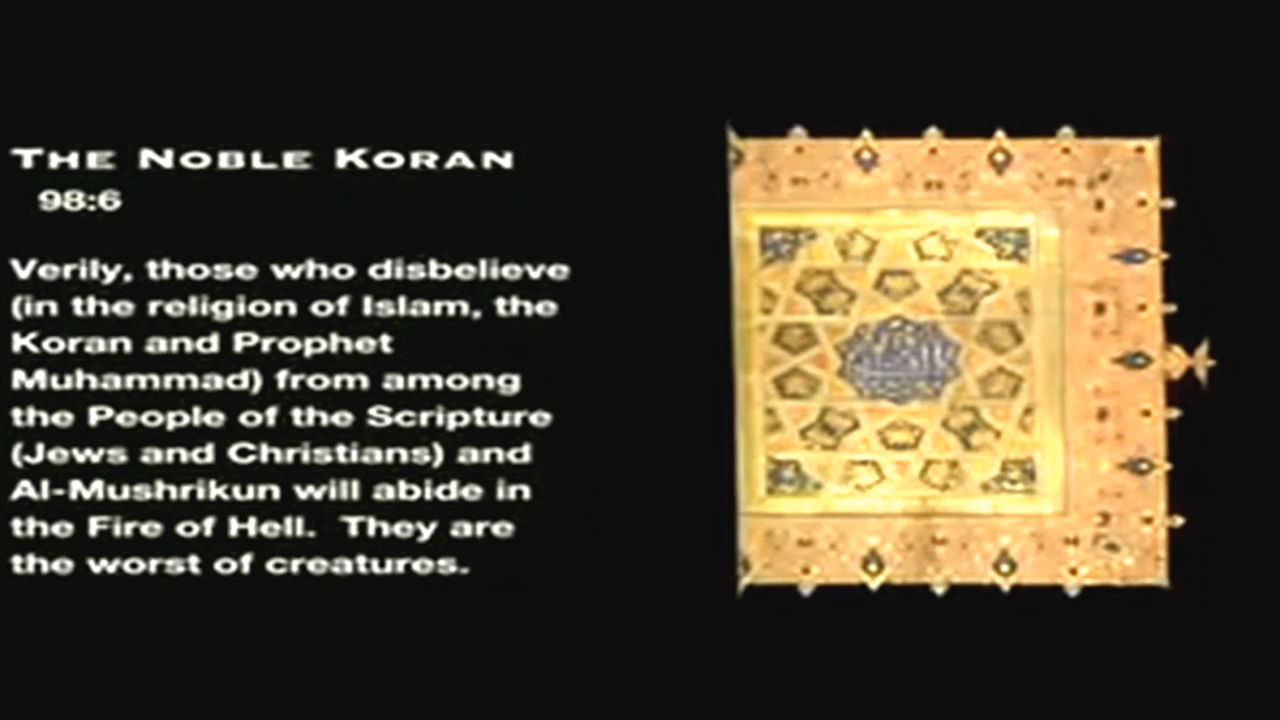 THE NOBLE KORAN
98:6
Verily, those who disbelieve
(in the religion of Islam, the
Koran and Prophet
Muhammad) from among
the People of the Scripture
(Jews and Christians) and
Al-Mushrikun will abide in
the Fire of Hell. They are
the worst of creatures.